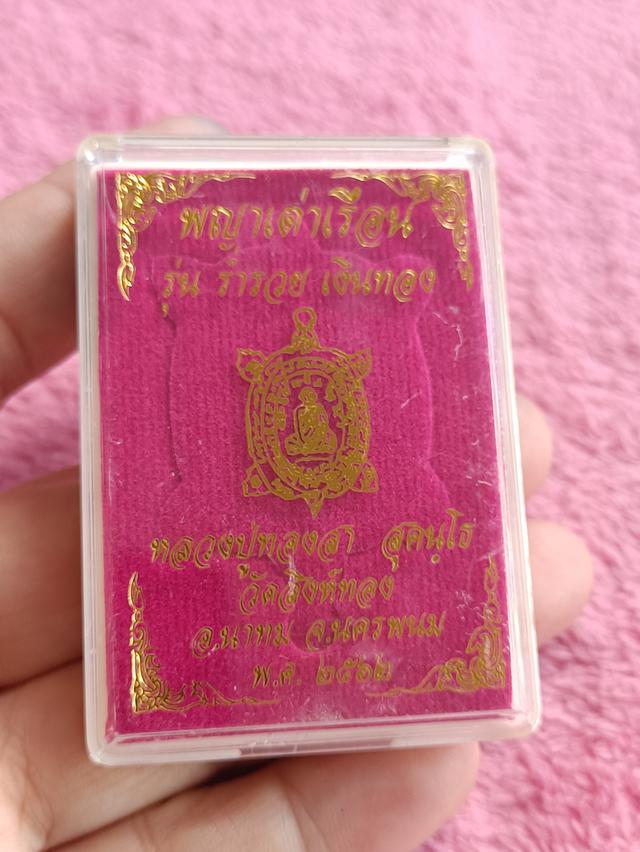 พญาเต่าเรือน
รุ่น ร่ำรวย เงินทอง
หลวงปู่ทองสา สุคนฺโธ
วัดสิงห์ทอง
อ.นาทม จ.นครพนม
พ.ศ. ๒๕๖๒